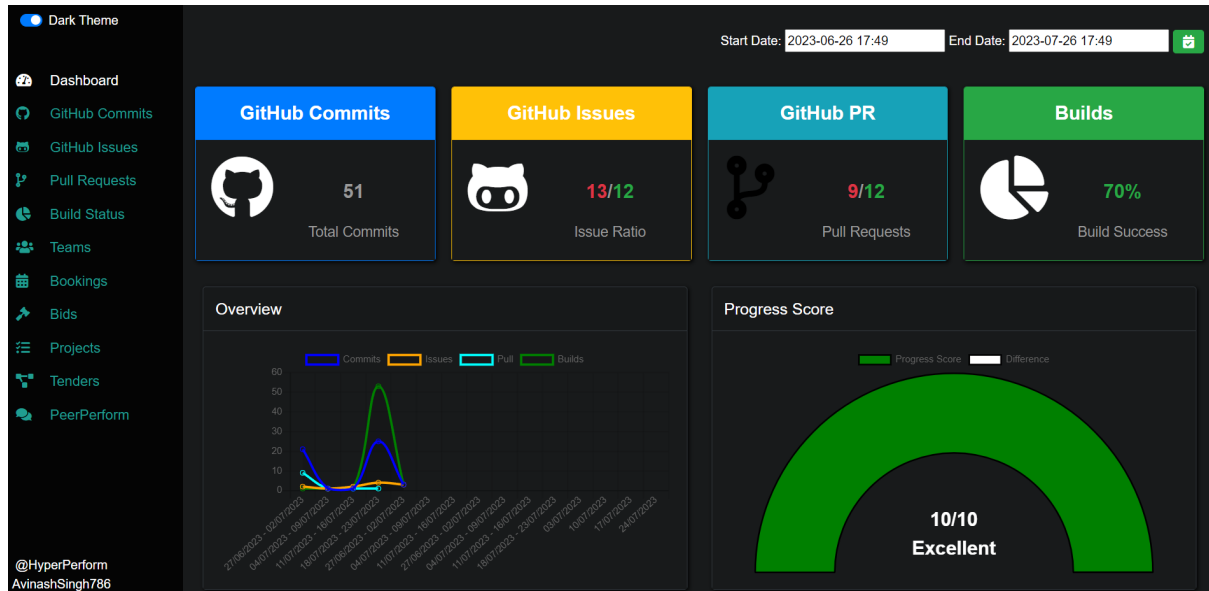 Dark Theme
Start Date: 2023-06-26 17:49 End Date: 2023-07-26 17:49
Dashboard
GitHub Commits
GitHub Issues
Pull Requests
Build Status
Teams
Bookings
Bids
Projects
Tenders
PeerPerform
@HyperPerform
AvinashSingh786
GitHub Commits
51
Total Commits
GitHub Issues
13/12
Issue Ratio
GitHub PR
9/12
Pull Requests
Builds
70%
Build Success
Overview
Commits Issues Pull Builds
60
50
40
30
20
10
0
27/06/2023 - 02/07/2023
04/07/2023 - 09/07/2023
11/07/2023 - 16/07/2023
18/07/2023 - 23/07/2023
27/06/2023 - 02/07/2023
04/07/2023 - 09/07/2023
11/07/2023 - 16/07/2023
27/06/2023 - 02/07/2023
04/07/2023 - 09/07/2023
11/07/2023 - 16/07/2023
18/07/2023 - 23/07/2023
03/07/2023
10/07/2023
17/07/2023
24/07/2023
Progress Score
Progress Score Difference
10/10
Excellent